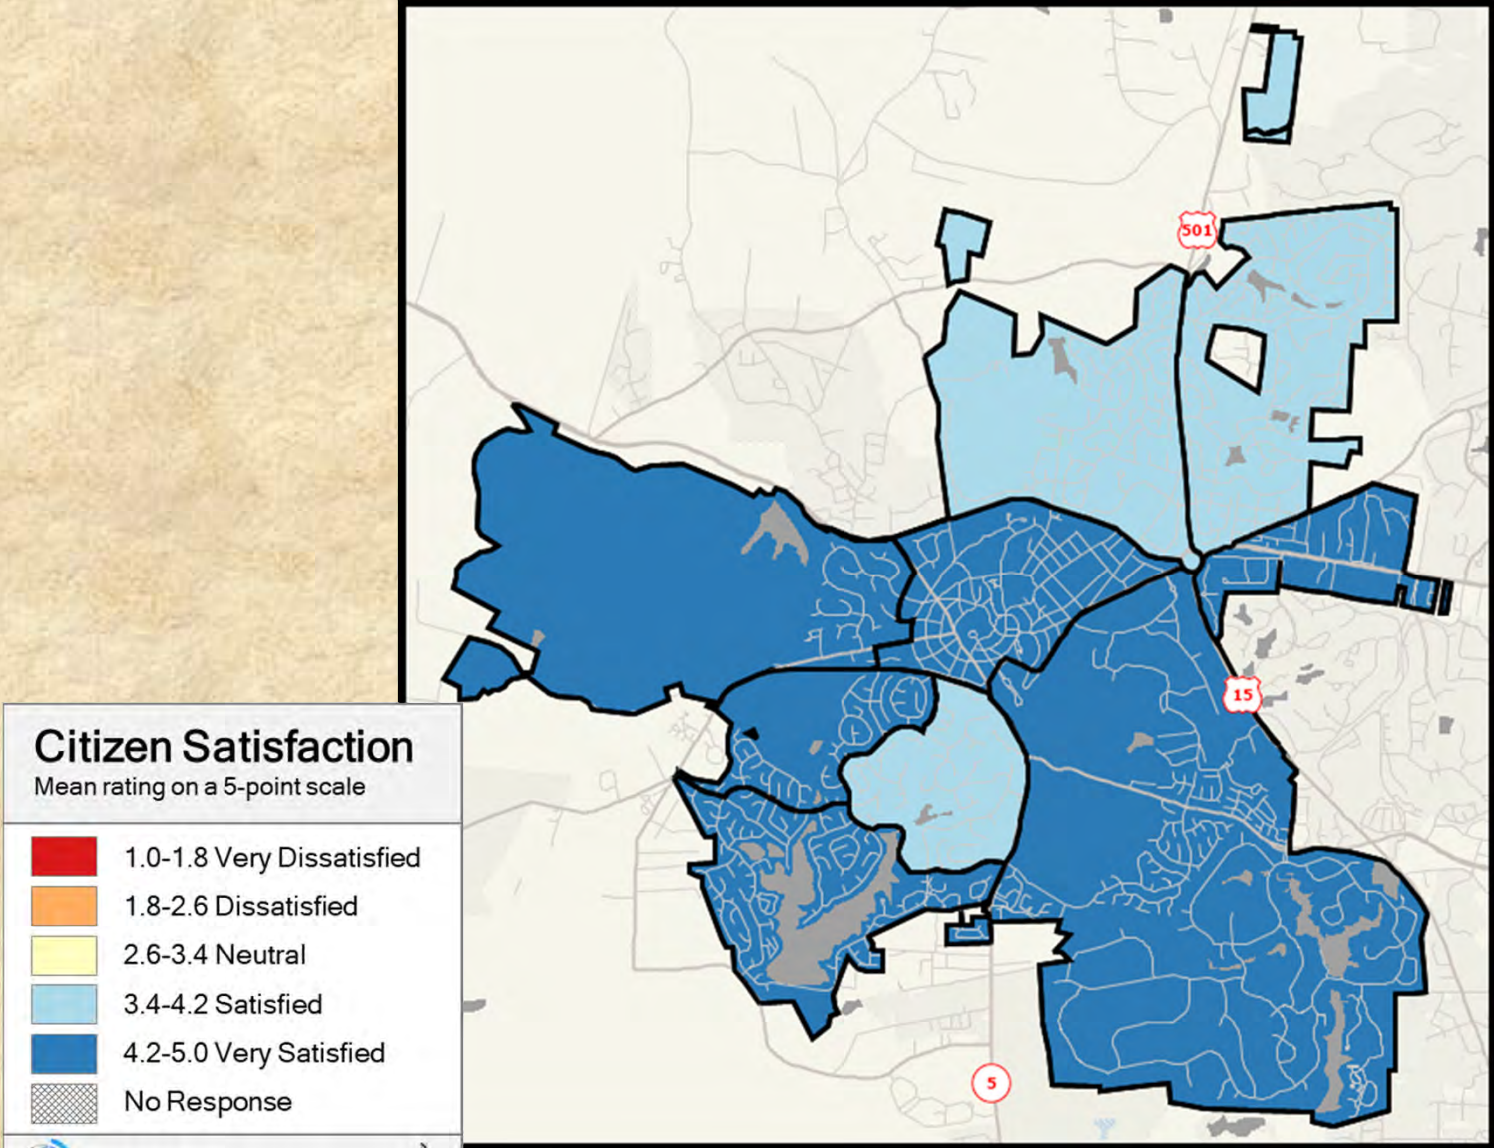 501
15
5
Citizen Satisfaction
Mean rating on a 5-point scale
1.0-1.8 Very Dissatisfied
1.8-2.6 Dissatisfied
2.6-3.4 Neutral
3.4-4.2 Satisfied
4.2-5.0 Very Satisfied
No Response